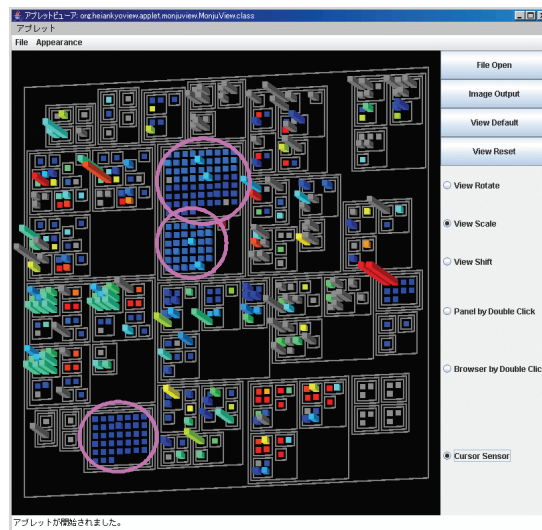 アプレットビューア: org.heiankyoview.applet.monjuview.MonjuView.class
アプレット
File Appearance
File Open
Image Output
View Default
View Reset
View Rotate
View Scale
View Shift
Panel by Double Click
Browser by Double Clic
Cursor Sensor
アプレットが開始されました。